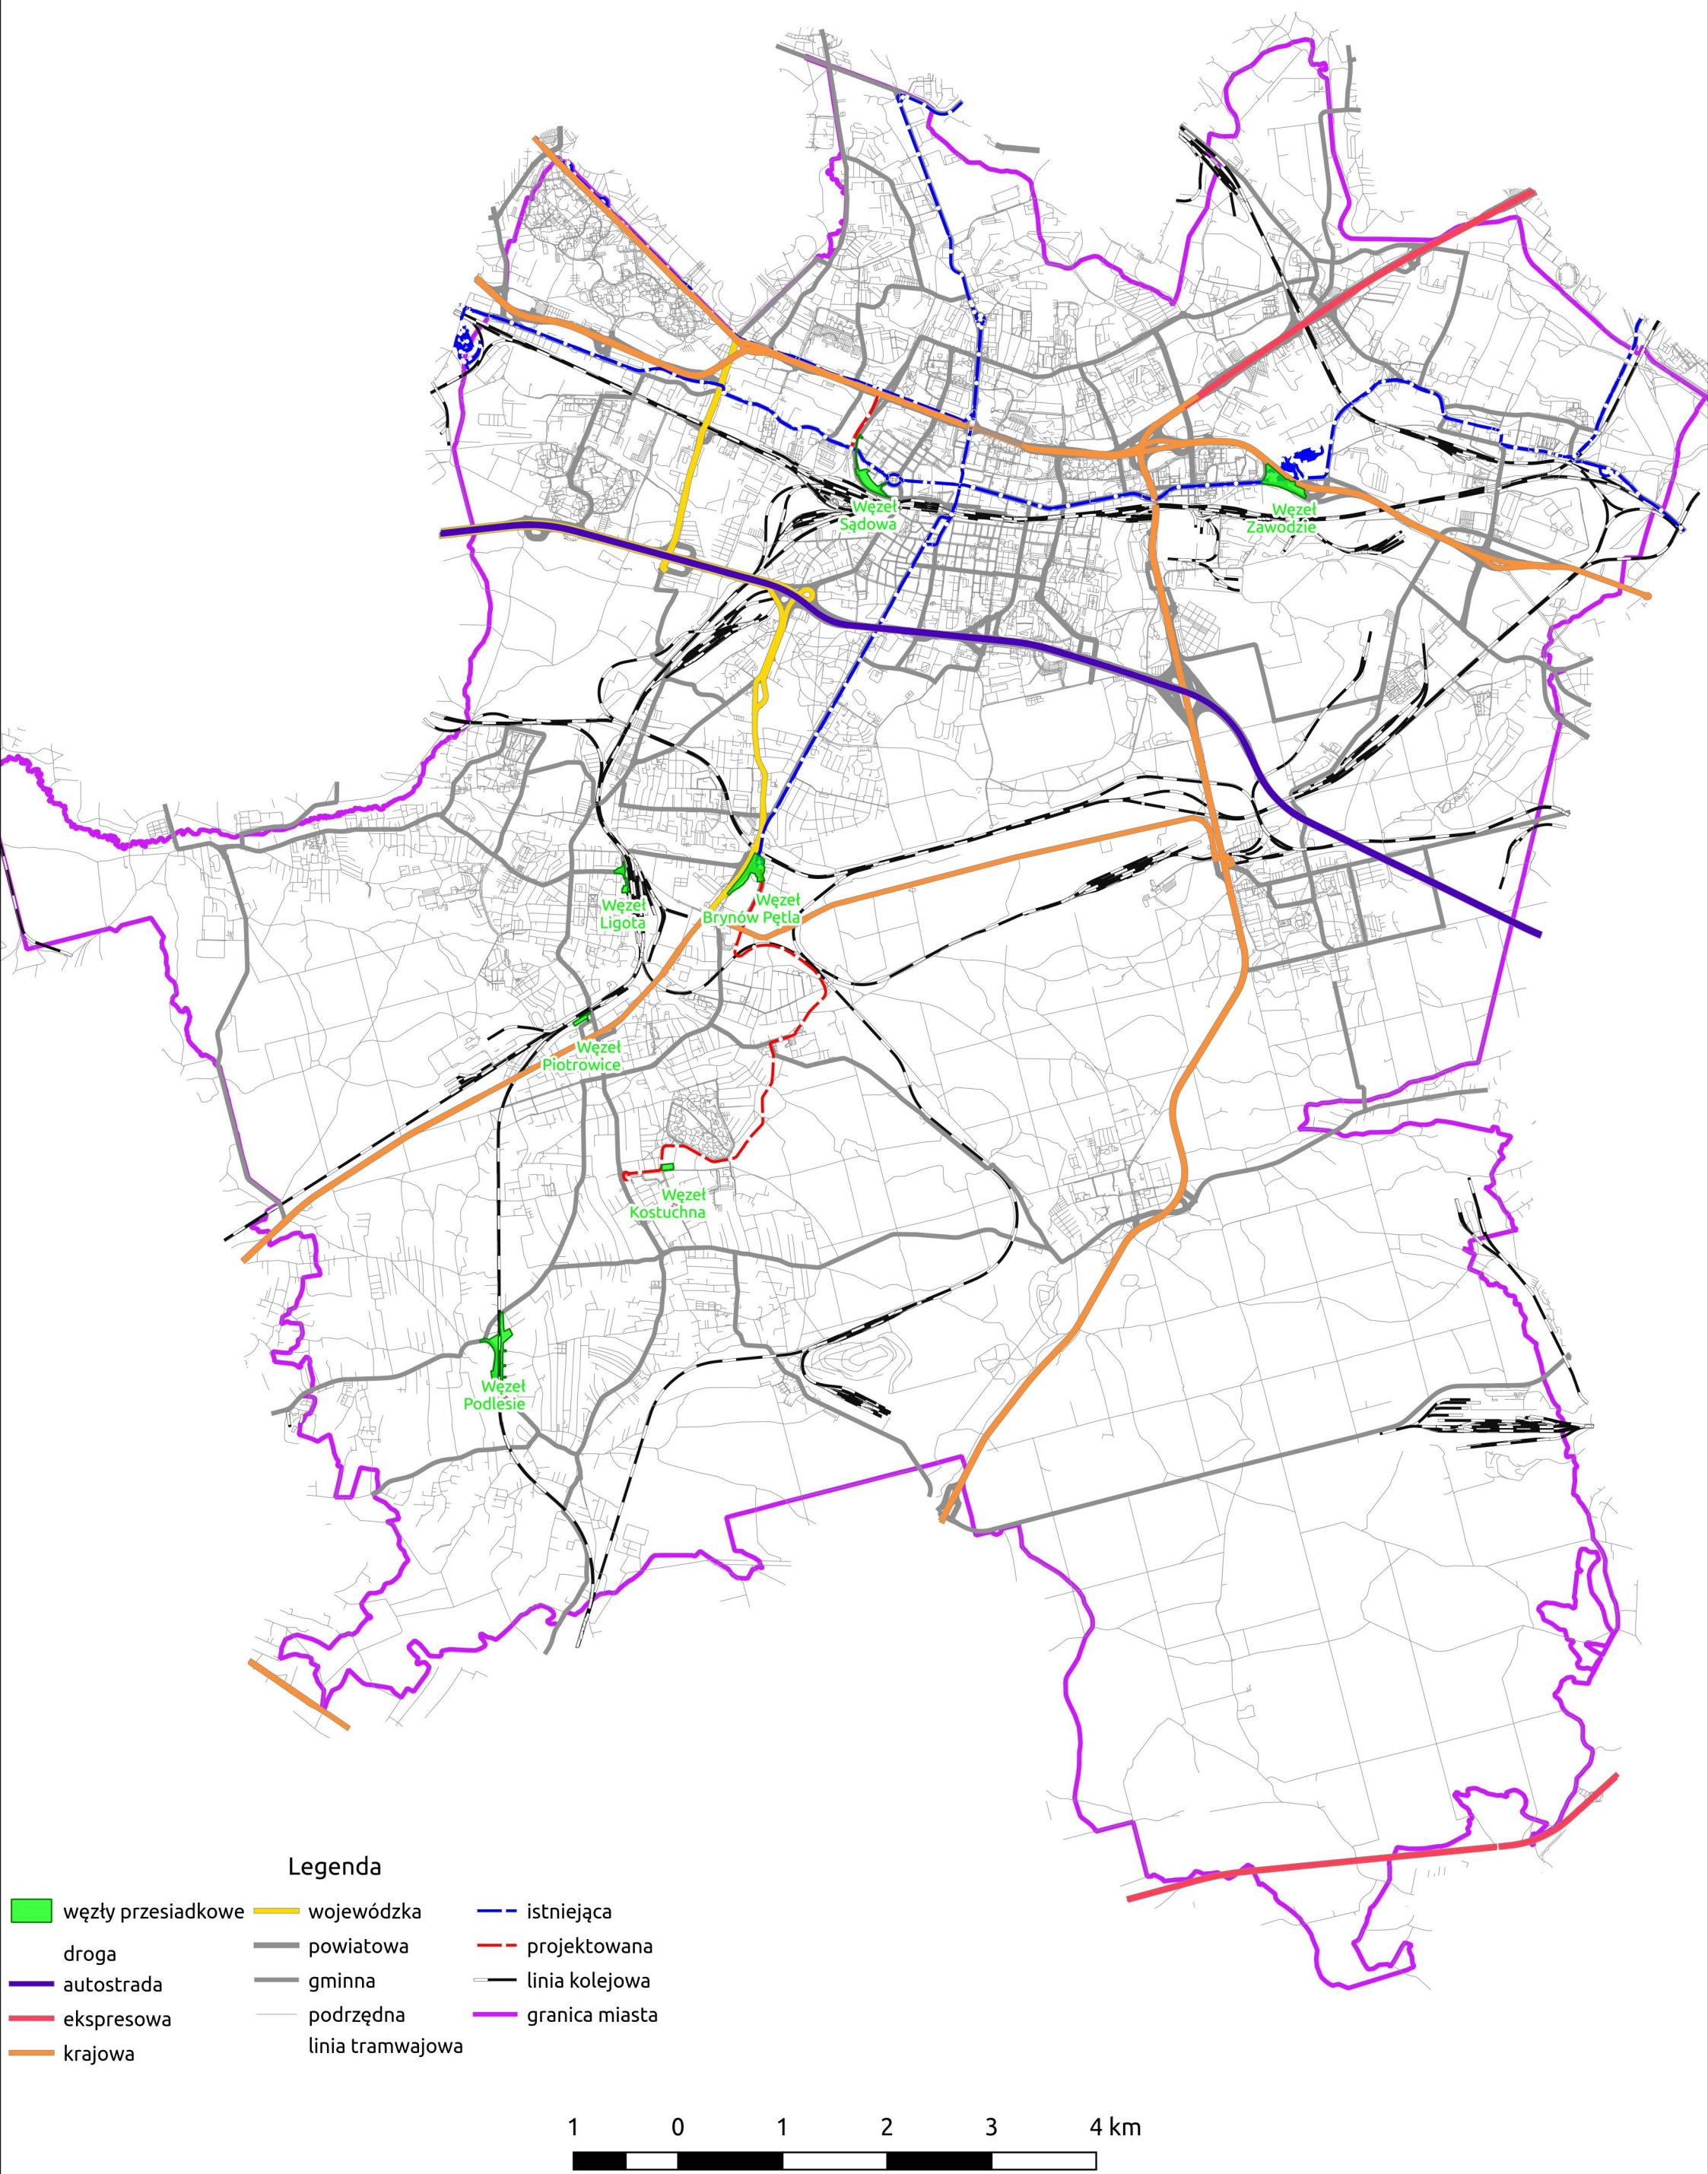 Węzeł
Sądowa
Węzeł
Zawodzie
Węzeł
Ligota
Węzeł
Brynów Pętla
Węzeł
Piotrowice
Węzeł
Kostuchna
Węzeł
Podlesie
Legenda
węzły przesiadkowe
droga
autostrada
ekspresowa
krajowa
wojewódzka
powiatowa
gminna
podrzędna
linia tramwajowa
istniejąca
projektowana
linia kolejowa
granica miasta
1 0 1 2 3 4 km